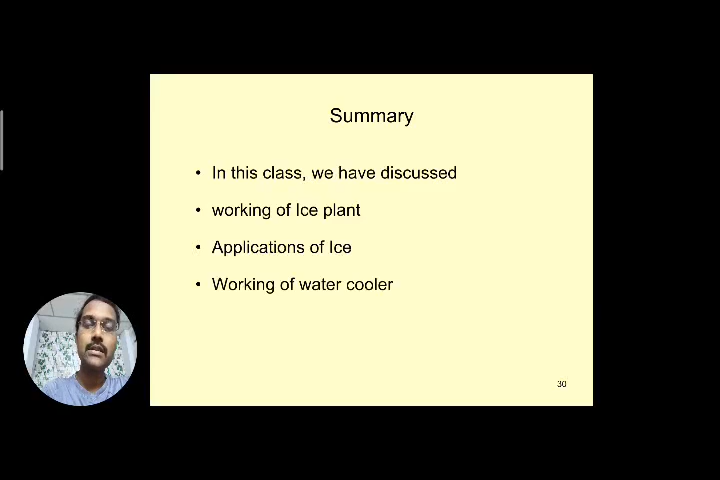 Summary
• In this class, we have discussed
• working of Ice plant
• Applications of Ice
• Working of water cooler
30